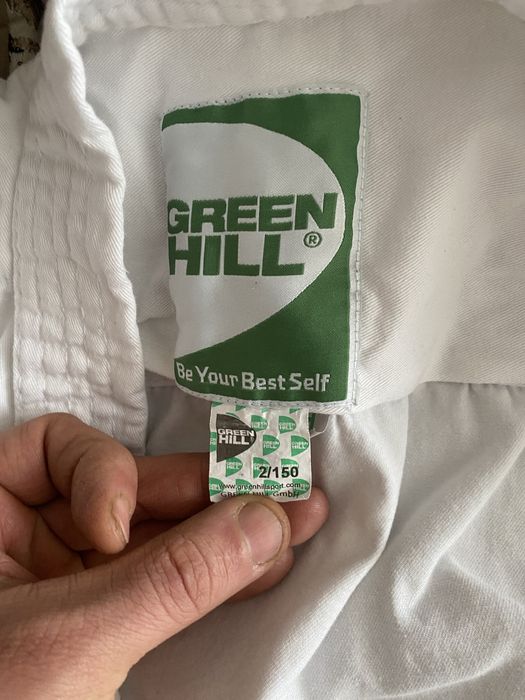 GREEN
HILL®
Be Your Best Self
GREEN
HILL
2/150
www.greenhillsport.com
GREEN HILL GmbH